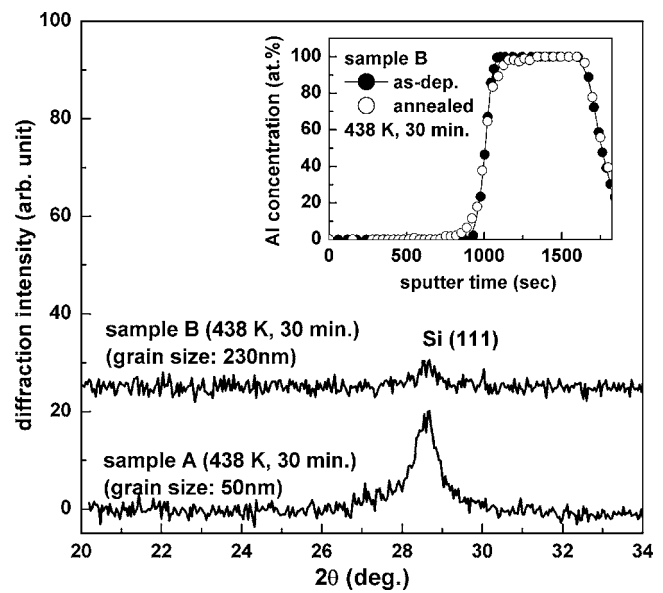 100
80
60
40
20
0
diffraction intensity (arb. unit)
20
22
24
26
28
30
32
34
2θ (deg.)
100
80
60
40
20
0
Al concentration (at.%)
0
500
1000
1500
sputter time (sec)
sample B
as-dep.
annealed
438 K, 30 min.
sample B (438 K, 30 min.)
(grain size: 230nm)
Si (111)
sample A (438 K, 30 min.)
(grain size: 50nm)